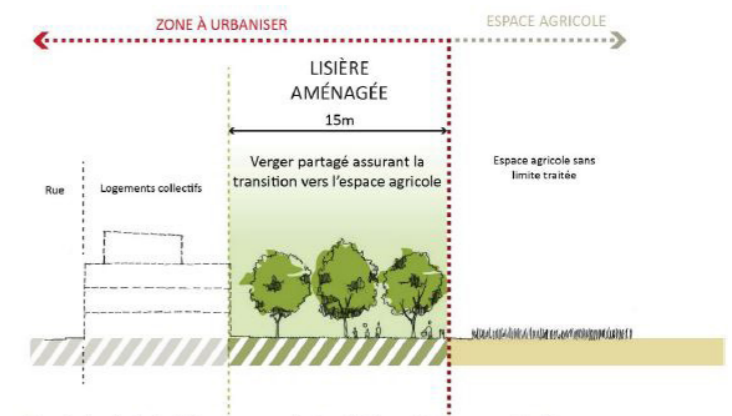 ZONE À URBANISER
ESPACE AGRICOLE
LISIÈRE
AMÉNAGÉE
15m
Rue
Logements collectifs
Verger partagé assurant la
transition vers l'espace agricole
Espace agricole sans
limite traitée